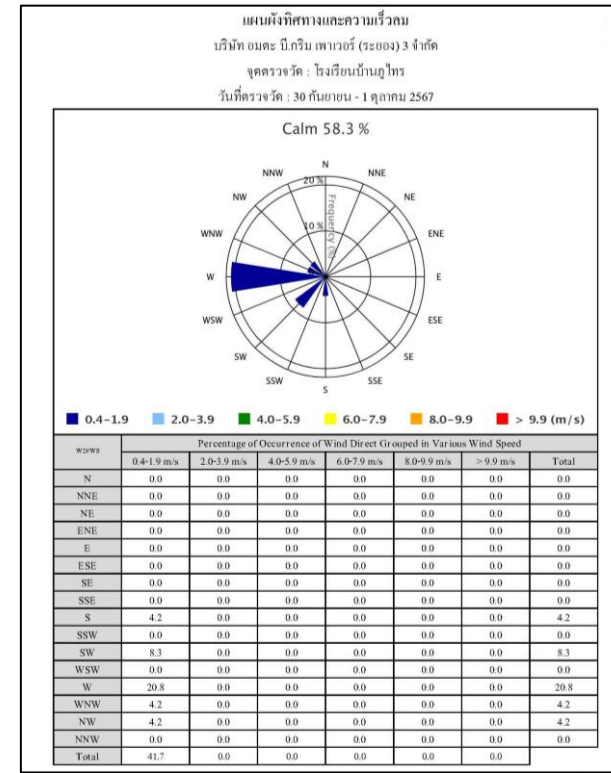 แผนผังทิศทางและความเร็วลม
บริษัท อมตะ บี.กริม เพาเวอร์ (ระยอง) 3 จำกัด
จุดตรวจวัด : โรงเรียนบ้านภูไทร
วันที่ตรวจวัด : 30 กันยายน - 1 ตุลาคม 2567
Calm 58.3 %
N
NNE
NE
ENE
E
ESE
SE
SSE
S
SSW
SW
WSW
W
WNW
NW
NNW
20 %
10 %
Frequency (%)
0.4-1.9 2.0-3.9 4.0-5.9 6.0-7.9 8.0-9.9 > 9.9 (m/s)
Percentage of Occurrence of Wind Direct Grouped in Various Wind Speed
0.4-1.9 m/s 2.0-3.9 m/s 4.0-5.9 m/s 6.0-7.9 m/s 8.0-9.9 m/s > 9.9 m/s Total
N 0.0 0.0 0.0 0.0 0.0 0.0 0.0
NNE 0.0 0.0 0.0 0.0 0.0 0.0 0.0
NE 0.0 0.0 0.0 0.0 0.0 0.0 0.0
ENE 0.0 0.0 0.0 0.0 0.0 0.0 0.0
E 0.0 0.0 0.0 0.0 0.0 0.0 0.0
ESE 0.0 0.0 0.0 0.0 0.0 0.0 0.0
SE 0.0 0.0 0.0 0.0 0.0 0.0 0.0
SSE 0.0 0.0 0.0 0.0 0.0 0.0 0.0
S 4.2 0.0 0.0 0.0 0.0 0.0 4.2
SSW 0.0 0.0 0.0 0.0 0.0 0.0 0.0
SW 8.3 0.0 0.0 0.0 0.0 0.0 8.3
WSW 0.0 0.0 0.0 0.0 0.0 0.0 0.0
W 20.8 0.0 0.0 0.0 0.0 0.0 20.8
WNW 4.2 0.0 0.0 0.0 0.0 0.0 4.2
NW 4.2 0.0 0.0 0.0 0.0 0.0 4.2
NNW 0.0 0.0 0.0 0.0 0.0 0.0 0.0
Total 41.7 0.0 0.0 0.0 0.0 0.0